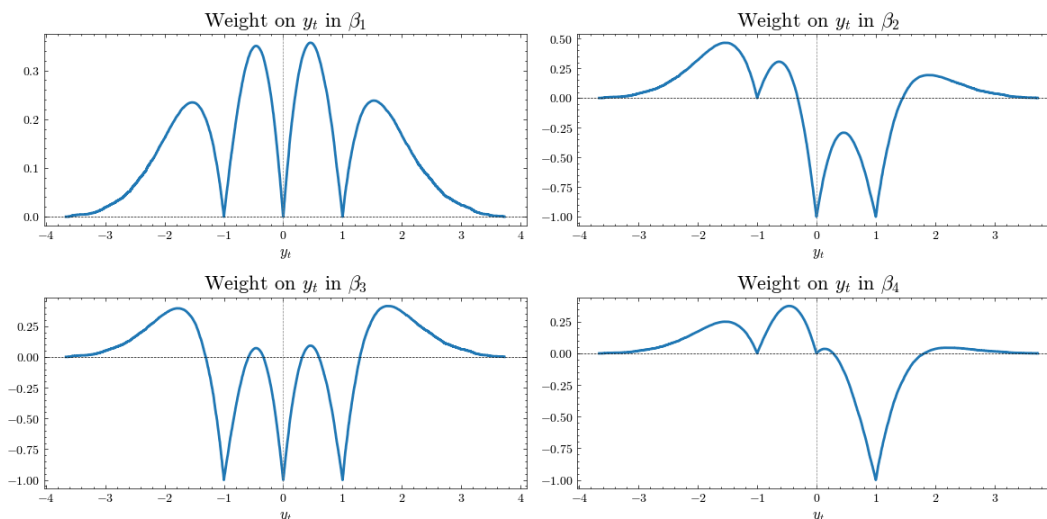 Weight on y_t in β_1
0.3
0.2
0.1
0.0
−4 −3 −2 −1 0 1 2 3 4
y_t
Weight on y_t in β_2
0.50
0.25
0.00
−0.25
−0.50
−0.75
−1.00
−4 −3 −2 −1 0 1 2 3
y_t
Weight on y_t in β_3
0.25
0.00
−0.25
−0.50
−0.75
−1.00
−4 −3 −2 −1 0 1 2 3 4
y_t
Weight on y_t in β_4
0.50
0.25
0.00
−0.25
−0.50
−0.75
−1.00
−4 −3 −2 −1 0 1 2 3
y_t